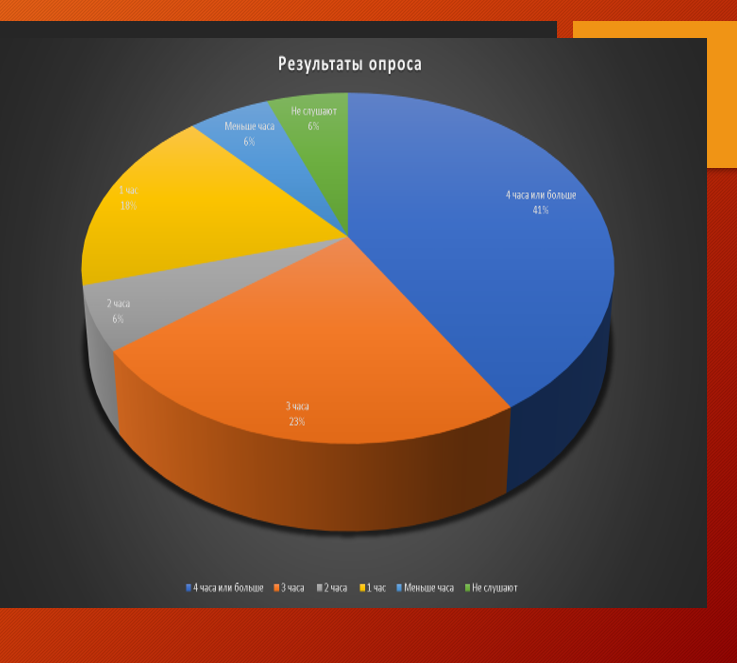 Результаты опроса
Не слушают
6%
Меньше часа
6%
4 часа или больше
41%
1 час
18%
2 часа
6%
3 часа
23%
4 часа или больше 3 часа 2 часа 1 час Меньше часа Не слушают